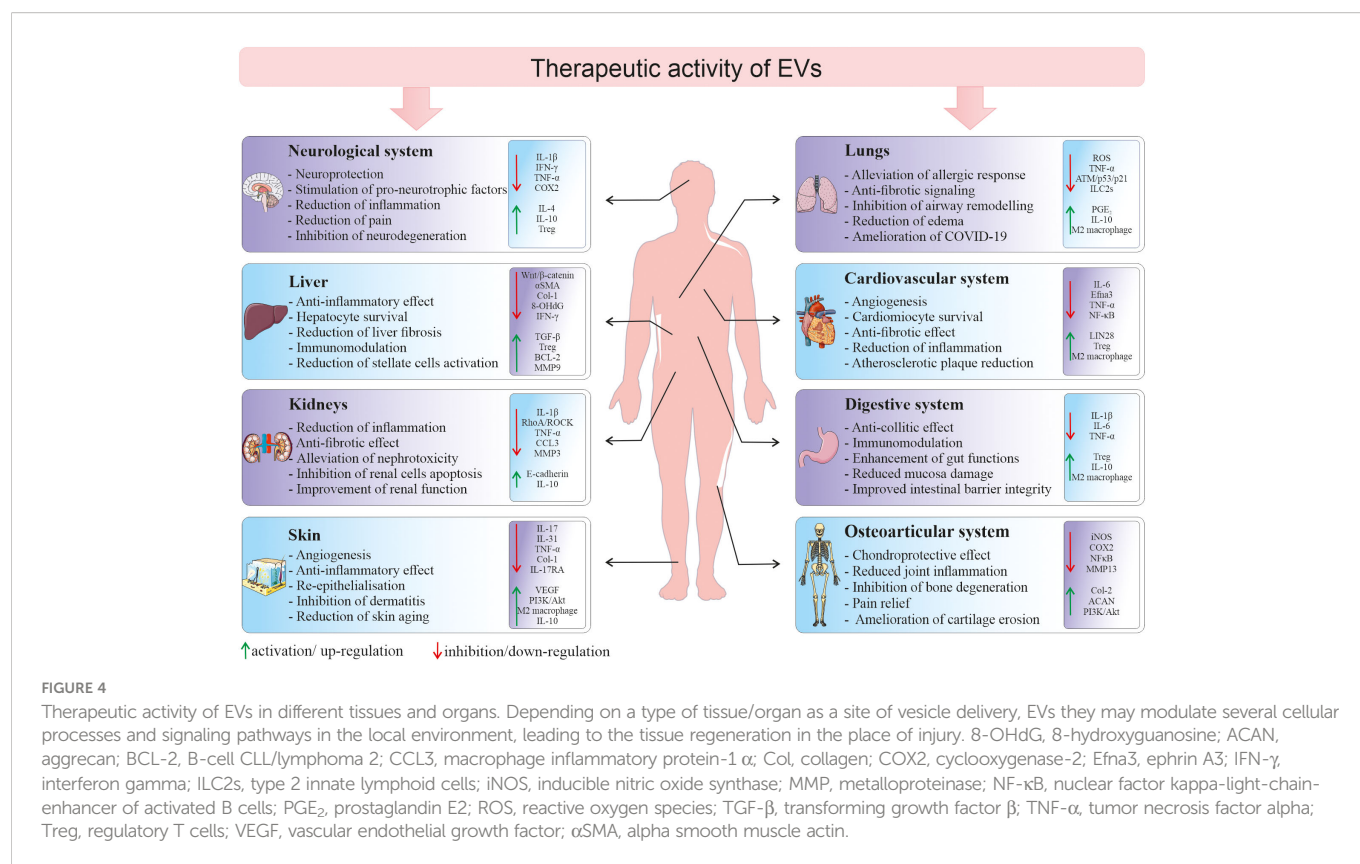 Therapeutic activity of EVs
Neurological system
- Neuroprotection
- Stimulation of pro-neurotrophic factors
- Reduction of inflammation
- Reduction of pain
- Inhibition of neurodegeneration
IL-1β
IFN-γ
TNF-α
COX2
IL-4
IL-10
Treg
Liver
- Anti-inflammatory effect
- Hepatocyte survival
- Reduction of liver fibrosis
- Immunomodulation
- Reduction of stellate cells activation
Wnt/β-catenin
αSMA
Col-1
8-OHdG
IFN-γ
TGF-β
Treg
BCL-2
MMP9
Kidneys
- Reduction of inflammation
- Anti-fibrotic effect
- Alleviation of nephrotoxicity
- Inhibition of renal cells apoptosis
- Improvement of renal function
IL-1β
RhoA/ROCK
TNF-α
CCL3
MMP3
E-cadherin
IL-10
Skin
- Angiogenesis
- Anti-inflammatory effect
- Re-epithelialisation
- Inhibition of dermatitis
- Reduction of skin aging
IL-17
IL-31
TNF-α
Col-1
IL-17RA
VEGF
PI3K/Akt
M2 macrophage
IL-10
Lungs
- Alleviation of allergic response
- Anti-fibrotic signaling
- Inhibition of airway remodelling
- Reduction of edema
- Amelioration of COVID-19
ROS
TNF-α
ATM/p53/p21
ILC2s
PGE₂
IL-10
M2 macrophage
Cardiovascular system
- Angiogenesis
- Cardiomiocyte survival
- Anti-fibrotic effect
- Reduction of inflammation
- Atherosclerotic plaque reduction
IL-6
Efna3
TNF-α
NF-κB
LIN28
Treg
M2 macrophage
Digestive system
- Anti-collitic effect
- Immunomodulation
- Enhancement of gut functions
- Reduced mucosa damage
- Improved intestinal barrier integrity
IL-1β
IL-6
TNF-α
Treg
IL-10
M2 macrophage
Osteoarticular system
- Chondroprotective effect
- Reduced joint inflammation
- Inhibition of bone degeneration
- Pain relief
- Amelioration of cartilage erosion
iNOS
COX2
NFκB
MMP13
Col-2
ACAN
PI3K/Akt
↑activation/ up-regulation ↓inhibition/down-regulation
FIGURE 4
Therapeutic activity of EVs in different tissues and organs. Depending on a type of tissue/organ as a site of vesicle delivery, EVs they may modulate several cellular
processes and signaling pathways in the local environment, leading to the tissue regeneration in the place of injury. 8-OHdG, 8-hydroxyguanosine; ACAN,
aggrecan; BCL-2, B-cell CLL/lymphoma 2; CCL3, macrophage inflammatory protein-1 α; Col, collagen; COX2, cyclooxygenase-2; Efna3, ephrin A3; IFN-γ,
interferon gamma; ILC2s, type 2 innate lymphoid cells; iNOS, inducible nitric oxide synthase; MMP, metalloproteinase; NF-κB, nuclear factor kappa-light-chain-
enhancer of activated B cells; PGE₂, prostaglandin E2; ROS, reactive oxygen species; TGF-β, transforming growth factor β; TNF-α, tumor necrosis factor alpha;
Treg, regulatory T cells; VEGF, vascular endothelial growth factor; αSMA, alpha smooth muscle actin.